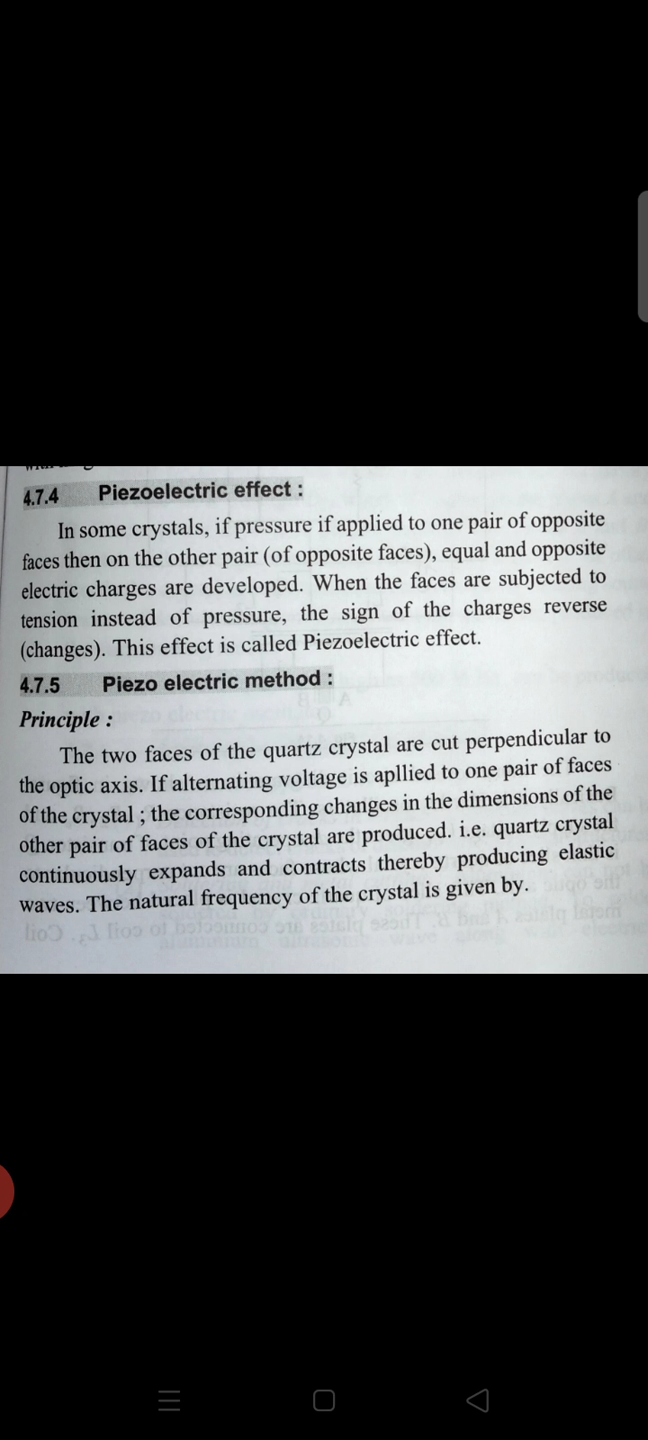 4.7.4 Piezoelectric effect :
In some crystals, if pressure if applied to one pair of opposite
faces then on the other pair (of opposite faces), equal and opposite
electric charges are developed. When the faces are subjected to
tension instead of pressure, the sign of the charges reverse
(changes). This effect is called Piezoelectric effect.
4.7.5 Piezo electric method :
Principle :
The two faces of the quartz crystal are cut perpendicular to
the optic axis. If alternating voltage is apllied to one pair of faces
of the crystal ; the corresponding changes in the dimensions of the
other pair of faces of the crystal are produced. i.e. quartz crystal
continuously expands and contracts thereby producing elastic
waves. The natural frequency of the crystal is given by.